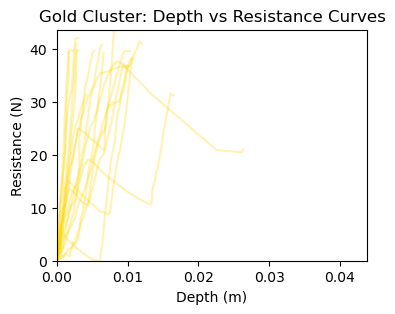 Gold Cluster: Depth vs Resistance Curves
Resistance (N)
40
30
20
10
0
0.00 0.01 0.02 0.03 0.04
Depth (m)